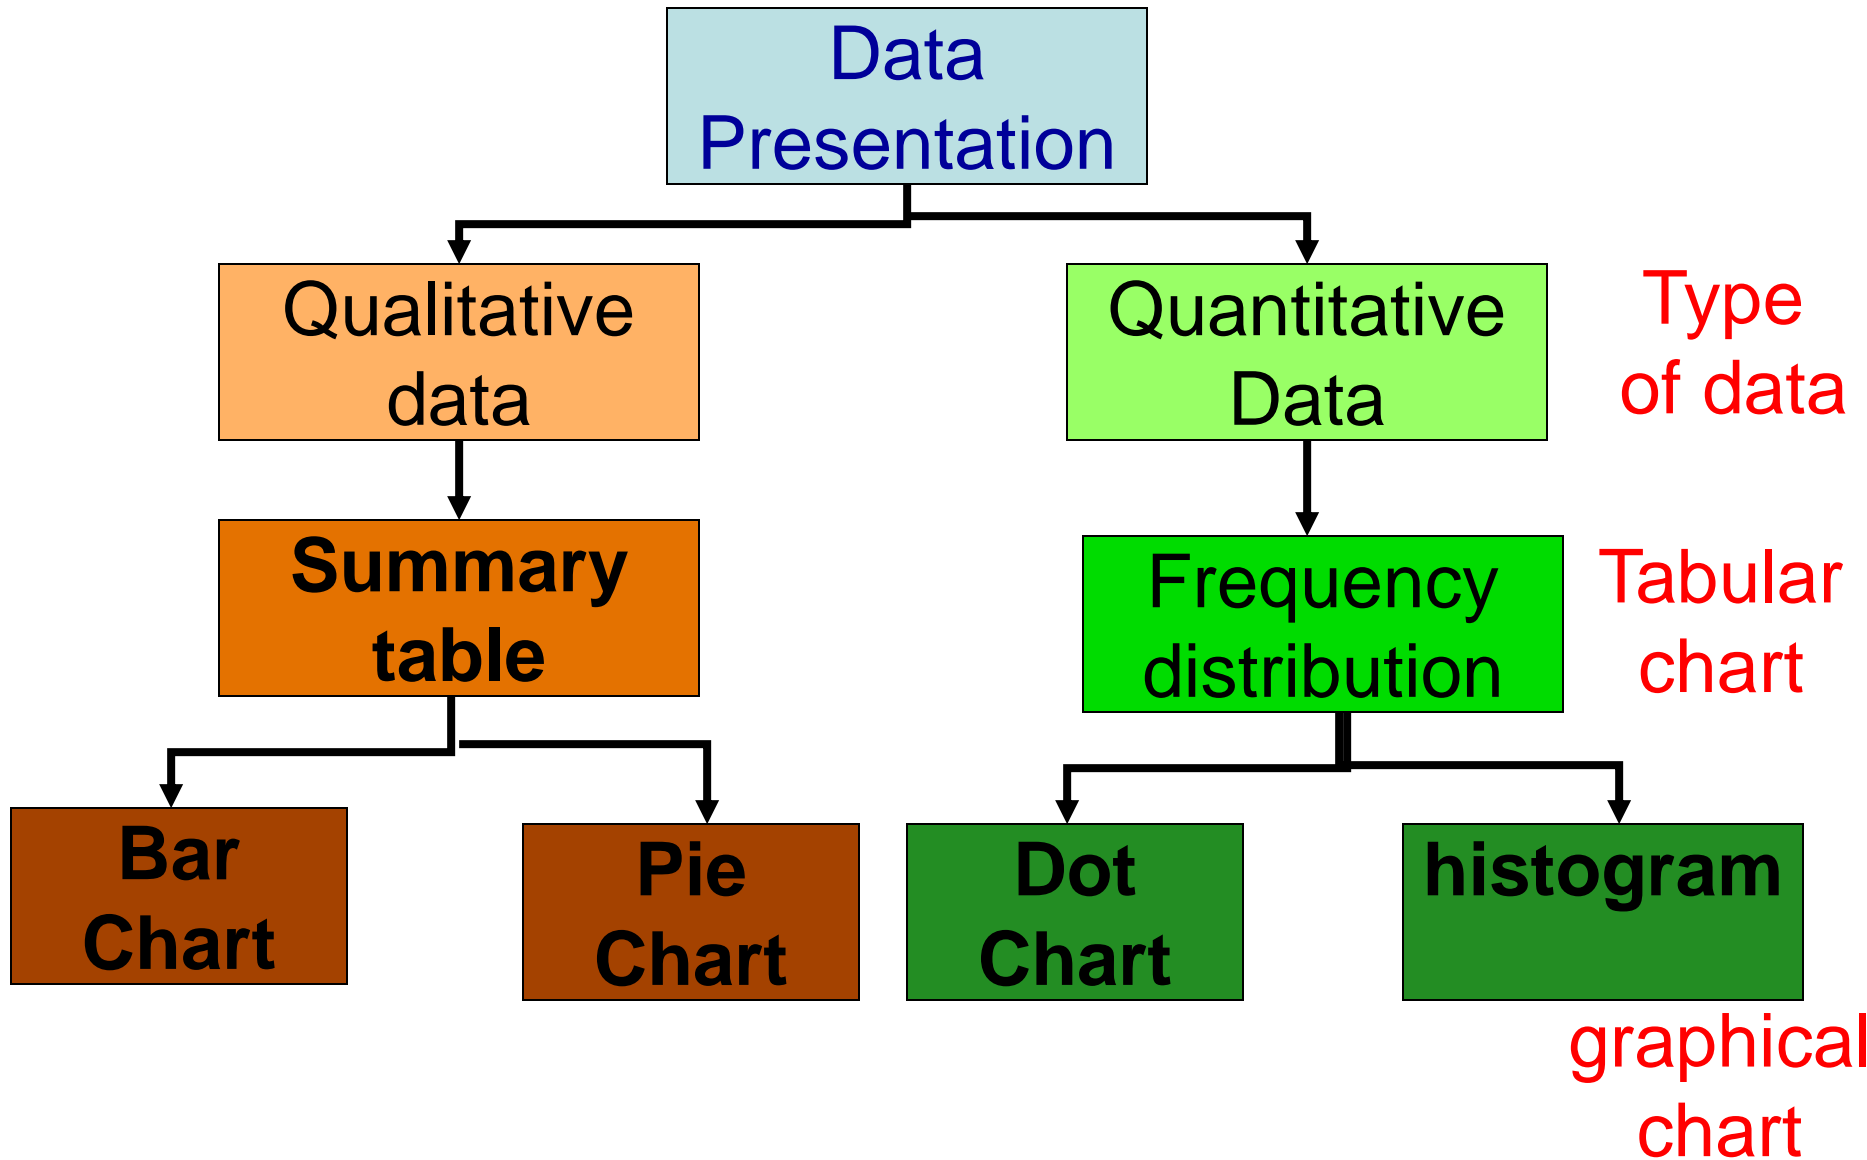 Data
Presentation
Qualitative
data
Quantitative
Data
Type
of data
Summary
table
Frequency
distribution
Tabular
chart
Bar
Chart
Pie
Chart
Dot
Chart
histogram
graphical
chart